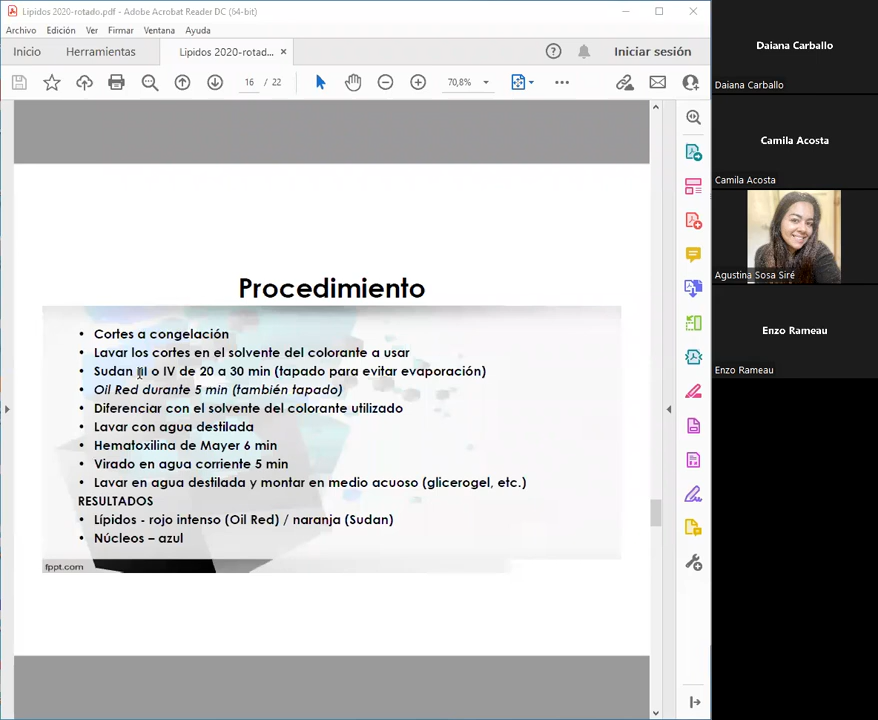 Lipidos 2020-rotado.pdf - Adobe Acrobat Reader DC (64-bit)
Archivo Edición Ver Firmar Ventana Ayuda
Inicio Herramientas Lipidos 2020-rotad... × Iniciar sesión
16 / 22 70,8%
Procedimiento
• Cortes a congelación
• Lavar los cortes en el solvente del colorante a usar
• Sudan III o IV de 20 a 30 min (tapado para evitar evaporación)
• Oil Red durante 5 min (también tapado)
• Diferenciar con el solvente del colorante utilizado
• Lavar con agua destilada
• Hematoxilina de Mayer 6 min
• Virado en agua corriente 5 min
• Lavar en agua destilada y montar en medio acuoso (glicerogel, etc.)
RESULTADOS
• Lípidos - rojo intenso (Oil Red) / naranja (Sudan)
• Núcleos – azul
fppt.com
Daiana Carballo
Daiana Carballo
Camila Acosta
Camila Acosta
Agustina Sosa Siré
Enzo Rameau
Enzo Rameau